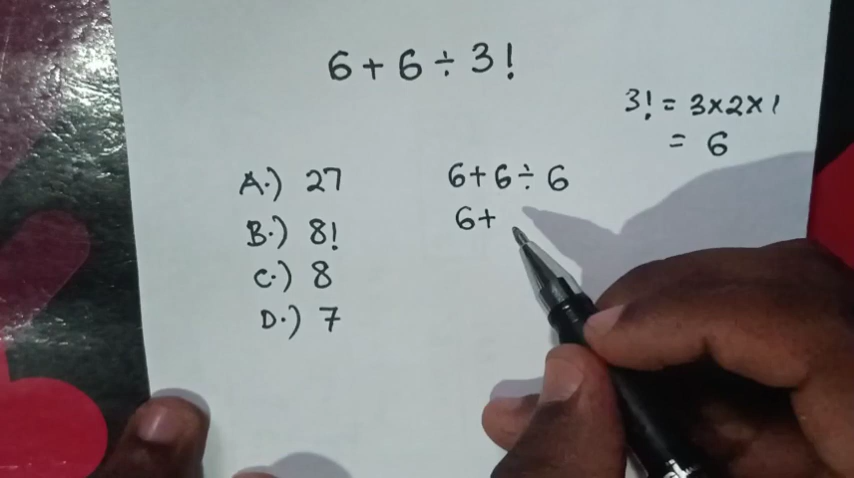 6 + 6 ÷ 3!
3! = 3×2×1
= 6
A.) 27
B.) 8!
C.) 8
D.) 7
6 + 6 ÷ 6
6 +